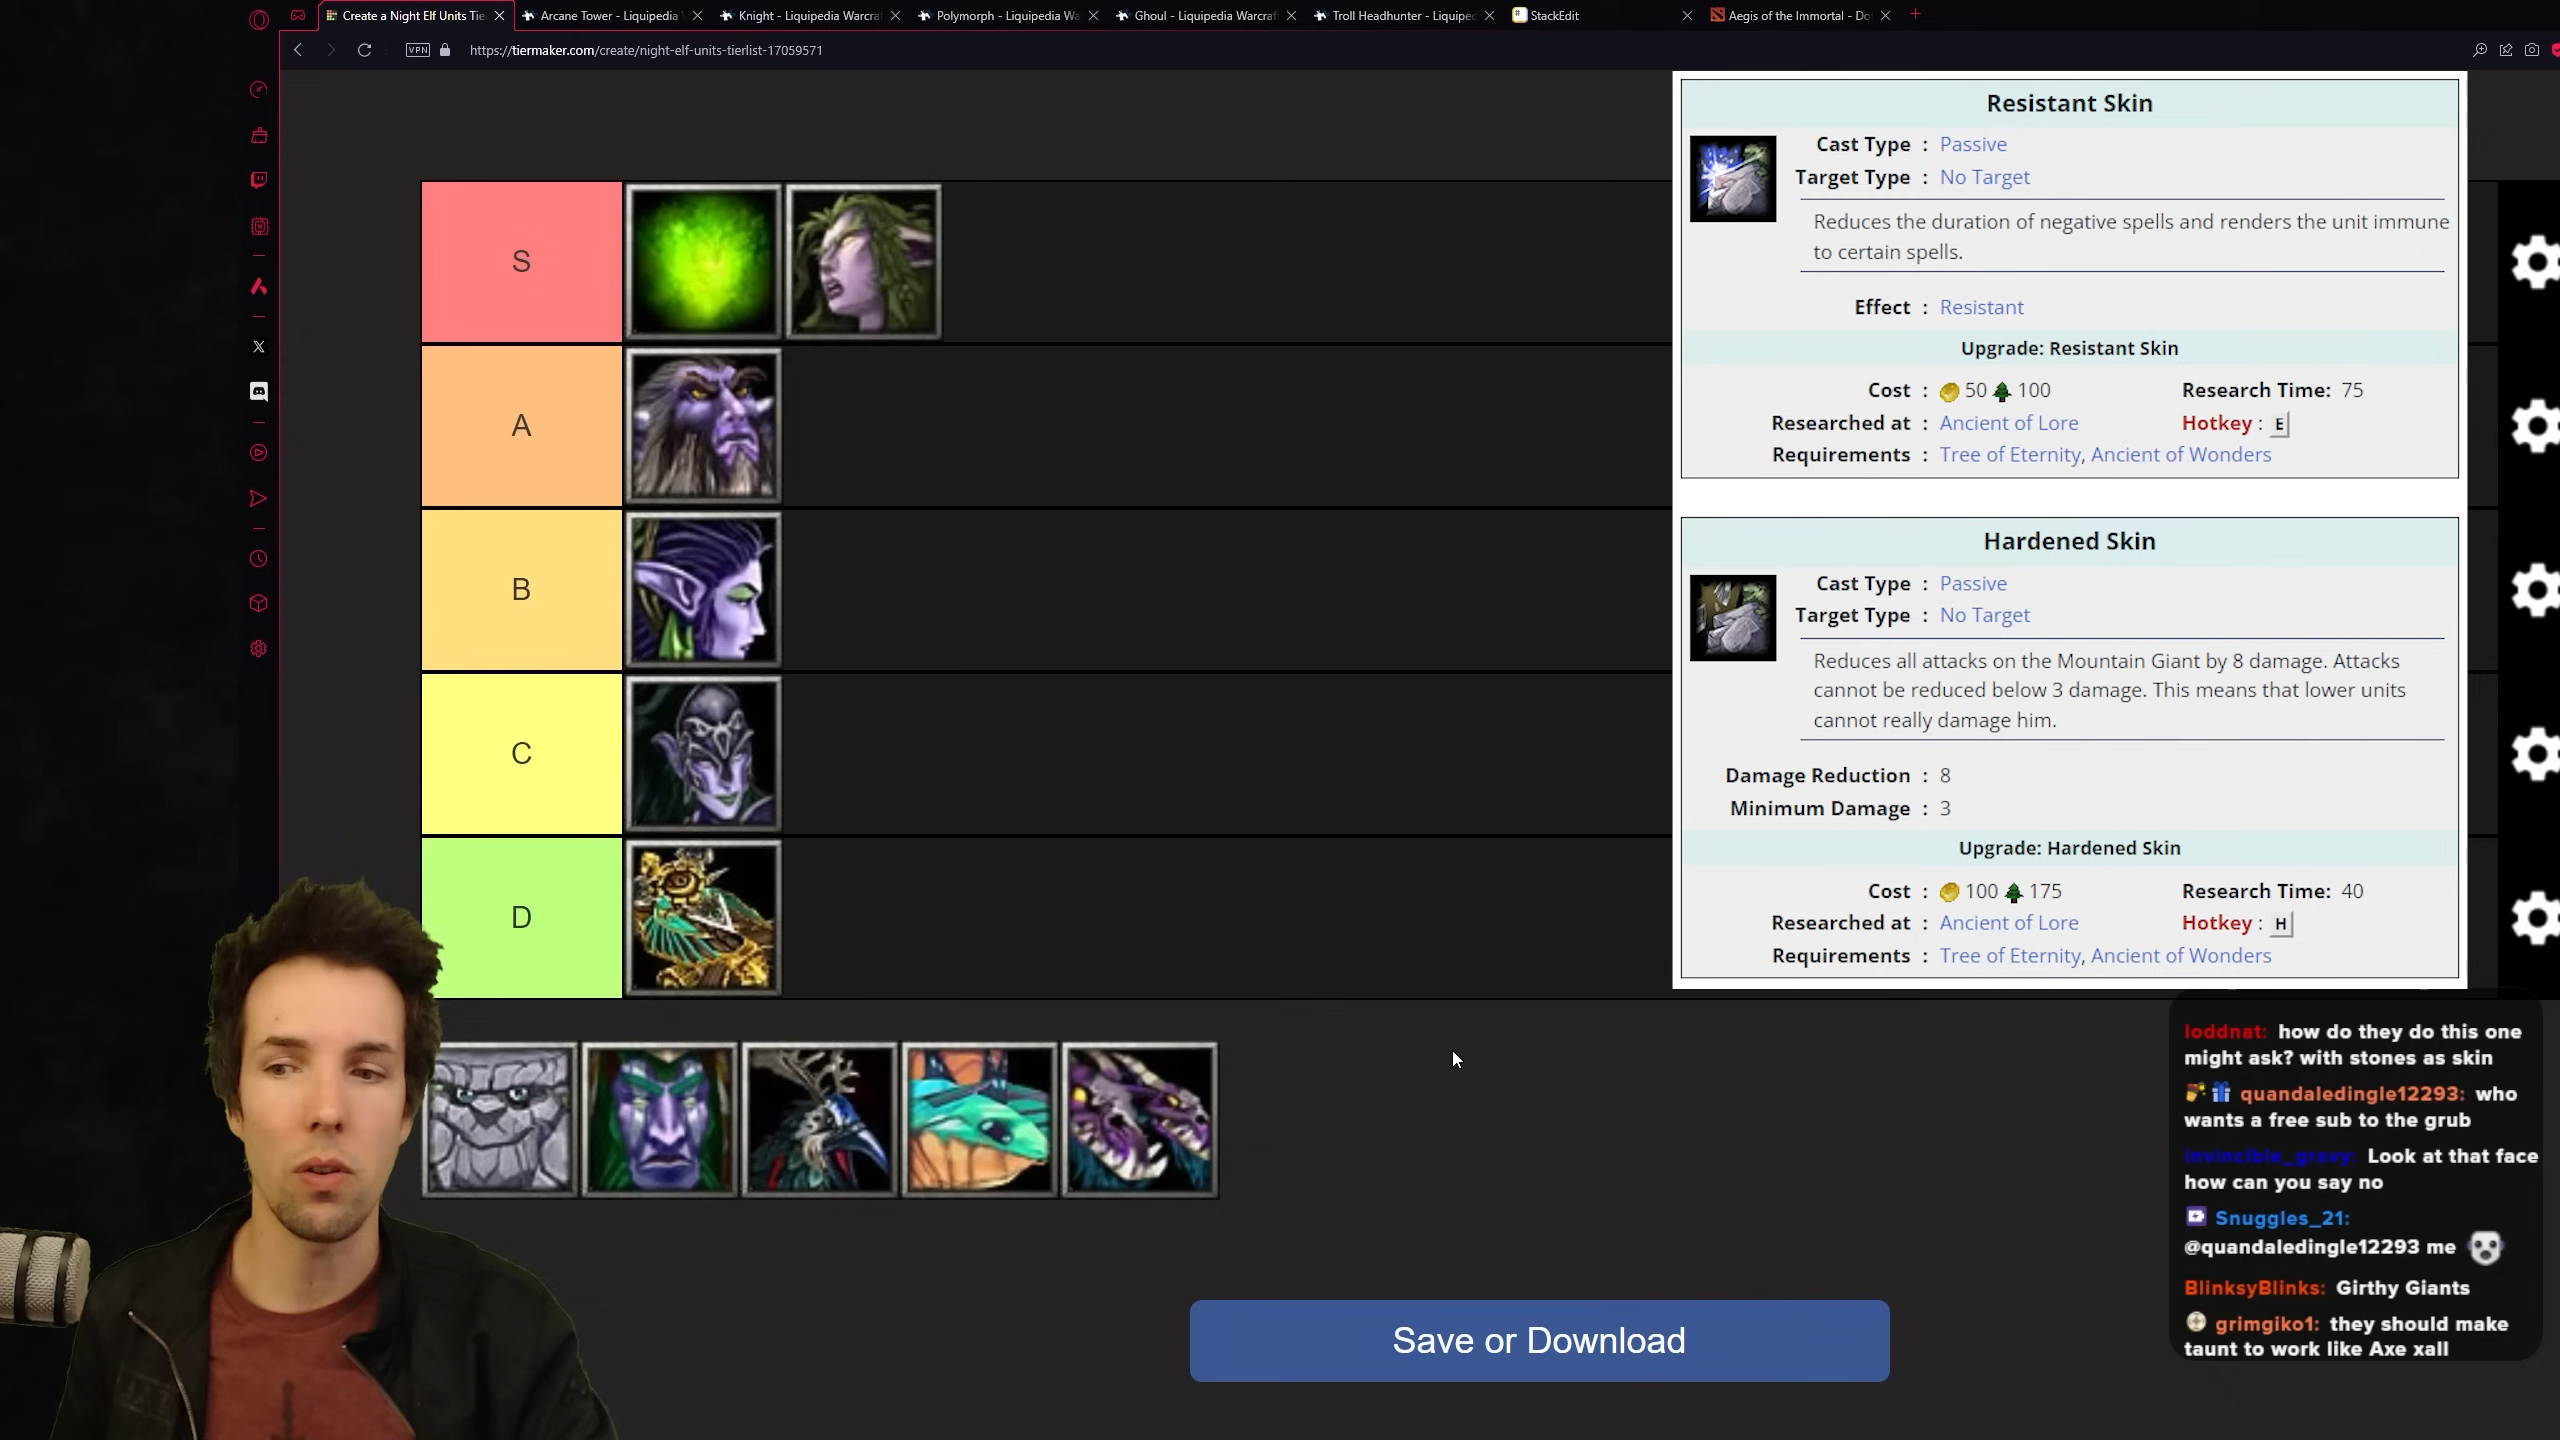 Create a Night Elf Units Tie
Arcane Tower - Liquipedia
Knight - Liquipedia Warcra
Polymorph - Liquipedia Wa
Ghoul - Liquipedia Warcraf
Troll Headhunter - Liquiped
StackEdit
Aegis of the Immortal - Do
VPN
https://tiermaker.com/create/night-elf-units-tierlist-17059571
S
A
B
C
D
Resistant Skin
Cast Type : Passive
Target Type : No Target
Reduces the duration of negative spells and renders the unit immune
to certain spells.
Effect : Resistant
Upgrade: Resistant Skin
Cost : 50 100 Research Time: 75
Researched at : Ancient of Lore Hotkey : E
Requirements : Tree of Eternity, Ancient of Wonders
Hardened Skin
Cast Type : Passive
Target Type : No Target
Reduces all attacks on the Mountain Giant by 8 damage. Attacks
cannot be reduced below 3 damage. This means that lower units
cannot really damage him.
Damage Reduction : 8
Minimum Damage : 3
Upgrade: Hardened Skin
Cost : 100 175 Research Time: 40
Researched at : Ancient of Lore Hotkey : H
Requirements : Tree of Eternity, Ancient of Wonders
loddnat: how do they do this one
might ask? with stones as skin
quandaledingle12293: who
wants a free sub to the grub
invincible_gravy: Look at that face
how can you say no
Snuggles_21:
@quandaledingle12293 me
BlinksyBlinks: Girthy Giants
grimgiko1: they should make
taunt to work like Axe xall
Save or Download